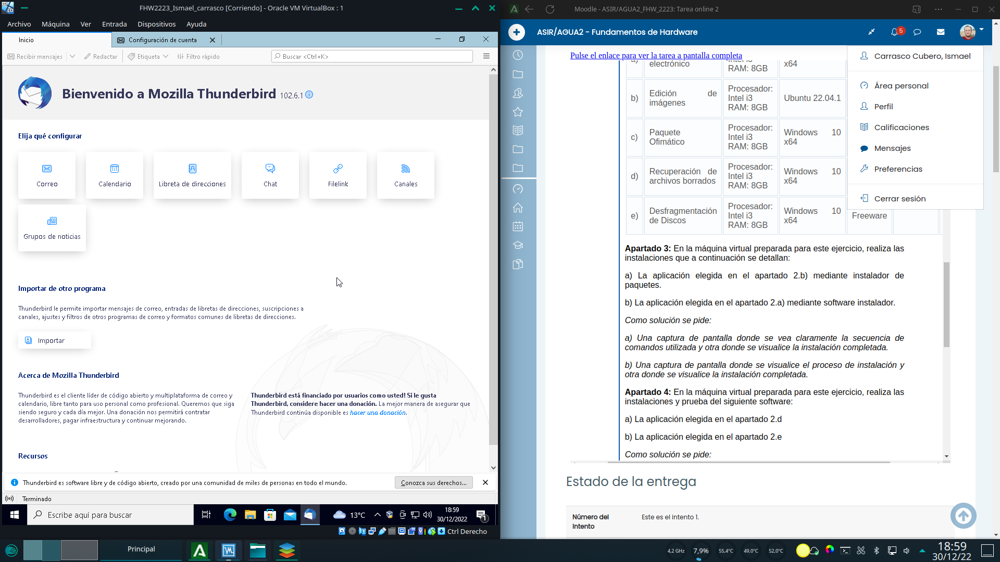 FHW2223_Ismael_carrasco [Corriendo] - Oracle VM VirtualBox : 1
Archivo Máquina Ver Entrada Dispositivos Ayuda
Inicio
Configuración de cuenta
Recibir mensajes
Redactar
Etiqueta
Filtro rápido
Buscar <Ctrl+K>
Bienvenido a Mozilla Thunderbird 102.6.1
Elija qué configurar
Correo
Calendario
Libreta de direcciones
Chat
Filelink
Canales
Grupos de noticias
Importar de otro programa
Thunderbird le permite importar mensajes de correo, entradas de libretas de direcciones, suscripciones a
canales, ajustes y filtros de otros programas de correo y formatos comunes de libretas de direcciones.
Importar
Acerca de Mozilla Thunderbird
Thunderbird es el cliente líder de código abierto y multiplataforma de correo y
calendario, libre tanto para uso personal como profesional. Queremos que siga
siendo seguro y cada día mejor. Una donación nos permitirá contratar
desarrolladores, pagar infraestructura y continuar mejorando.
Thunderbird está financiado por usuarios como usted! Si le gusta
Thunderbird, considere hacer una donación. La mejor manera de asegurar que
Thunderbird continúa disponible es hacer una donación.
Recursos
Thunderbird es software libre y de código abierto, creado por una comunidad de miles de personas en todo el mundo.
Conozca sus derechos...
Terminado
Escribe aquí para buscar
13°C
18:59
30/12/2022
1
Ctrl Derecho
Moodle - ASIR/AGUA2_FHW_2223: Tarea online 2
ASIR/AGUA2 - Fundamentos de Hardware
5
Pulse el enlace para ver la tarea a pantalla completa
Carrasco Cubero, Ismael
Área personal
Perfil
Calificaciones
Mensajes
Preferencias
Cerrar sesión
a) electrónico Intel i3 RAM: 8GB x64
b) Edición de imágenes Procesador: Intel i3 RAM: 8GB Ubuntu 22.04.1
c) Paquete Ofimático Procesador: Intel i3 RAM: 8GB Windows 10 x64
d) Recuperación de archivos borrados Procesador: Intel i3 RAM: 8GB Windows 10 x64
e) Desfragmentación de Discos Procesador: Intel i3 RAM: 8GB Windows 10 x64 Freeware
Apartado 3: En la máquina virtual preparada para este ejercicio, realiza las
instalaciones que a continuación se detallan:
a) La aplicación elegida en el apartado 2.b) mediante instalador de
paquetes.
b) La aplicación elegida en el apartado 2.a) mediante software instalador.
Como solución se pide:
a) Una captura de pantalla donde se vea claramente la secuencia de
comandos utilizada y otra donde se visualice la instalación completada.
b) Una captura de pantalla donde se visualice el proceso de instalación y
otra donde se visualice la instalación completada.
Apartado 4: En la máquina virtual preparada para este ejercicio, realiza las
instalaciones y prueba del siguiente software:
a) La aplicación elegida en el apartado 2.d
b) La aplicación elegida en el apartado 2.e
Como solución se pide:
Estado de la entrega
Número del
Intento
Este es el intento 1.
Principal
4,2 GHz
7,9%
55,4°C
49,0°C
52,0°C
18:59
30/12/22